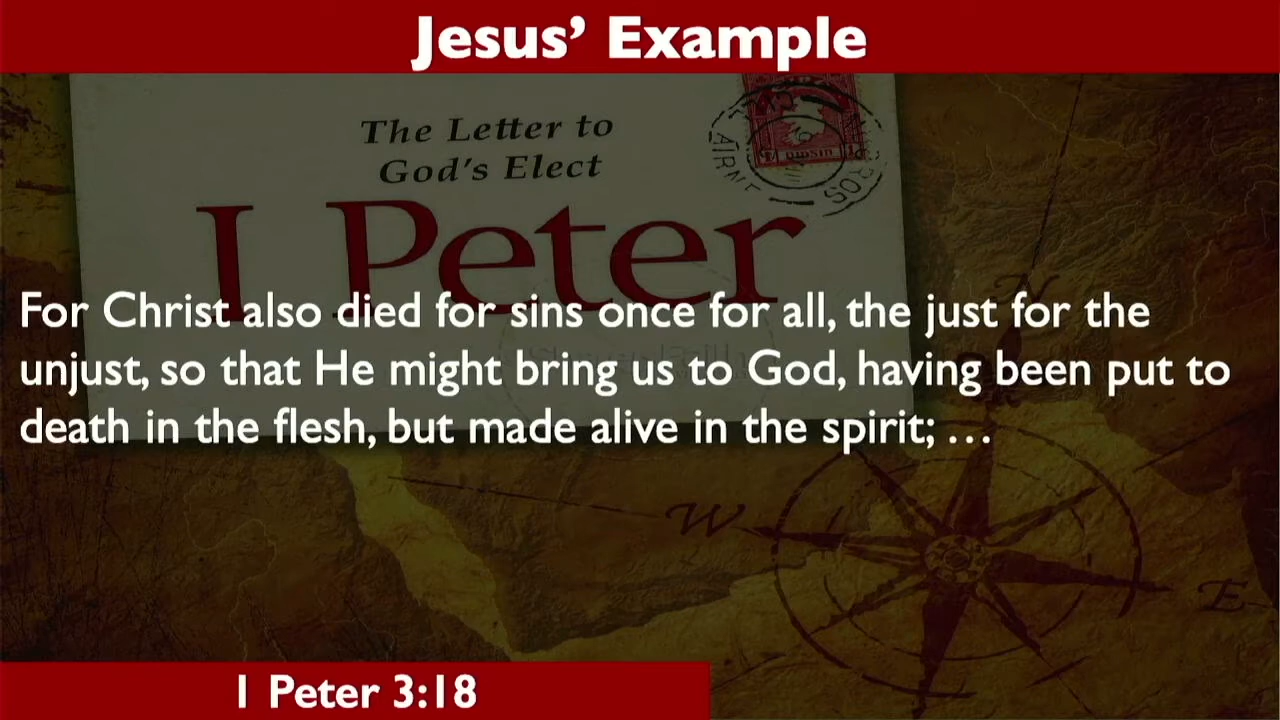 Jesus’ Example
The Letter to
God's Elect
I Peter
For Christ also died for sins once for all, the just for the
unjust, so that He might bring us to God, having been put to
death in the flesh, but made alive in the spirit; …
W
E
1 Peter 3:18